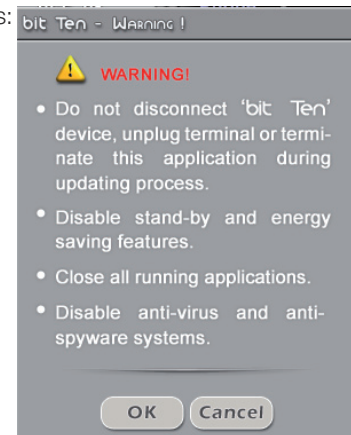 s:
bit Ten - Warning !
WARNING!
• Do not disconnect ‘bit Ten’
device, unplug terminal or termi-
nate this application during
updating process.
• Disable stand-by and energy
saving features.
• Close all running applications.
• Disable anti-virus and anti-
spyware systems.
OK Cancel